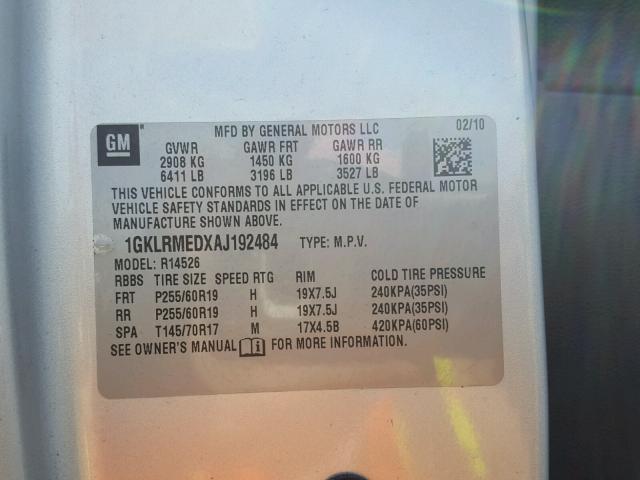 GM
MFD BY GENERAL MOTORS LLC 02/10
GVWR GAWR FRT GAWR RR
2908 KG 1450 KG 1600 KG
6411 LB 3196 LB 3527 LB
THIS VEHICLE CONFORMS TO ALL APPLICABLE U.S. FEDERAL MOTOR
VEHICLE SAFETY STANDARDS IN EFFECT ON THE DATE OF
MANUFACTURE SHOWN ABOVE.
1GKLRMEDXAJ192484 TYPE: M.P.V.
MODEL: R14526
RBBS TIRE SIZE SPEED RTG RIM COLD TIRE PRESSURE
FRT P255/60R19 H 19X7.5J 240KPA(35PSI)
RR P255/60R19 H 19X7.5J 240KPA(35PSI)
SPA T145/70R17 M 17X4.5B 420KPA(60PSI)
SEE OWNER'S MANUAL FOR MORE INFORMATION.